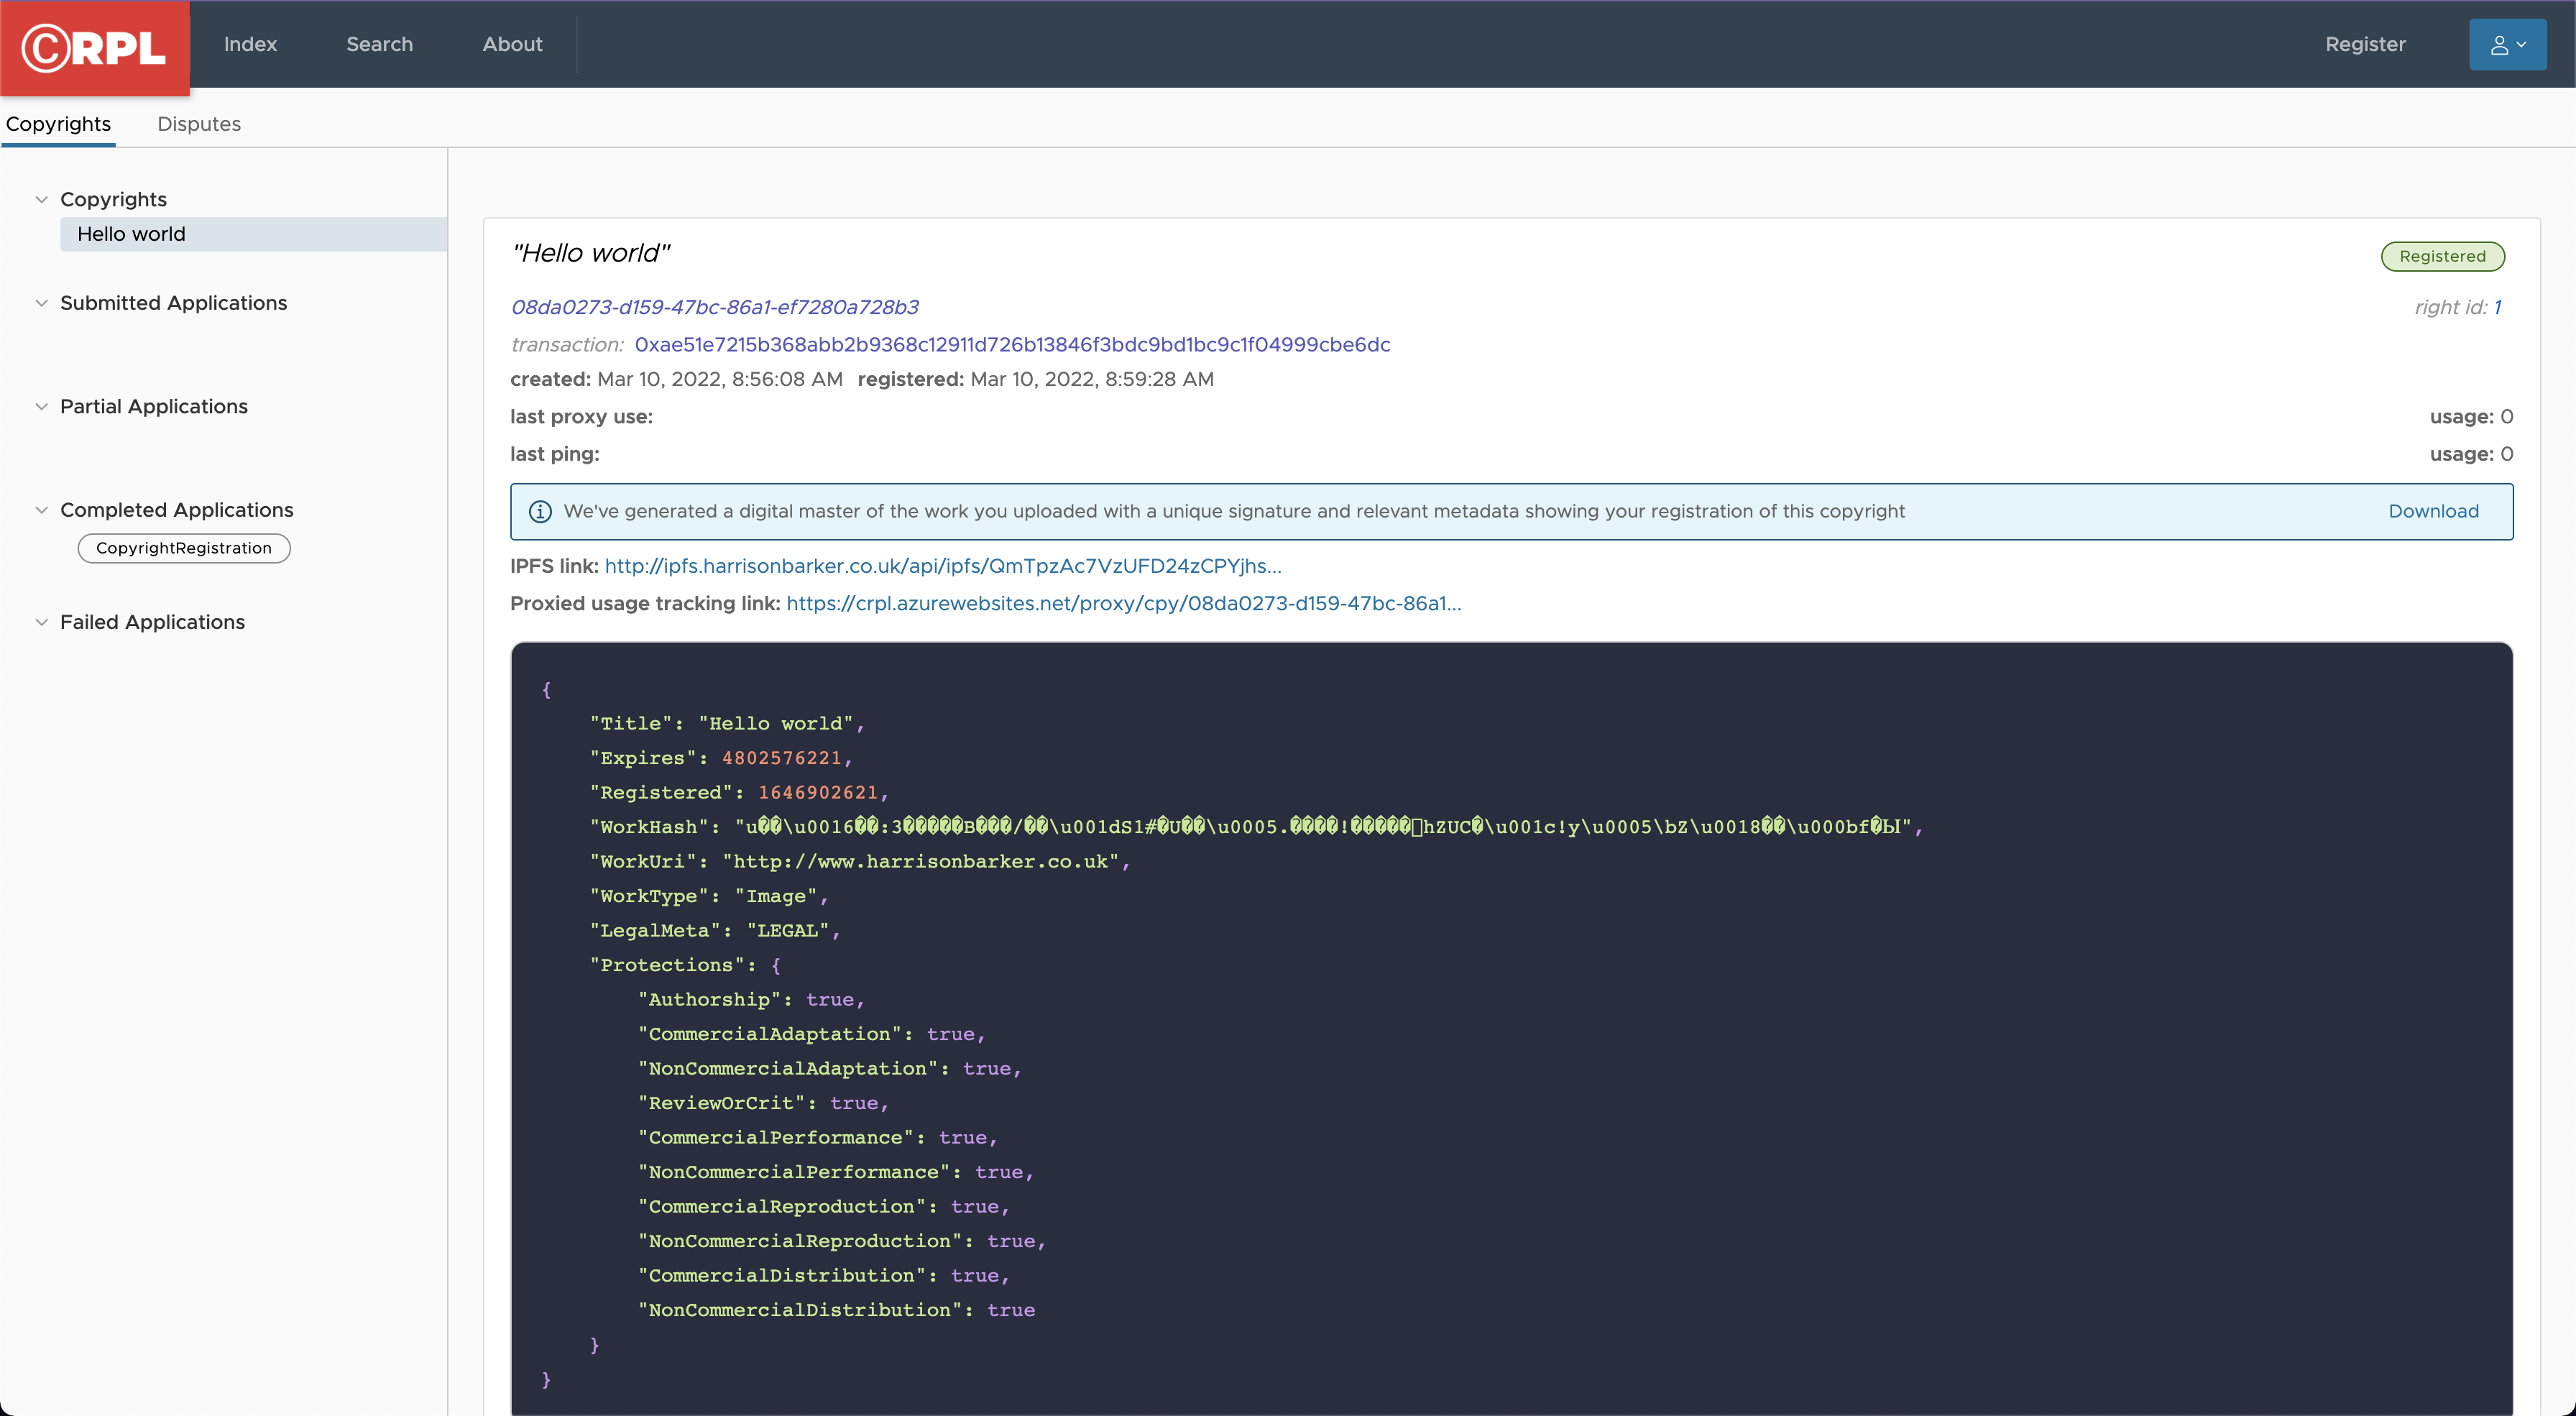 ©RPL Index Search About Register
Copyrights Disputes
Copyrights
Hello world
Submitted Applications
Partial Applications
Completed Applications
CopyrightRegistration
Failed Applications
"Hello world" Registered
08da0273-d159-47bc-86a1-ef7280a728b3 right id: 1
transaction: 0xae51e7215b368abb2b9368c12911d726b13846f3bdc9bd1bc9c1f04999cbe6dc
created: Mar 10, 2022, 8:56:08 AM registered: Mar 10, 2022, 8:59:28 AM
last proxy use: usage: 0
last ping: usage: 0
We've generated a digital master of the work you uploaded with a unique signature and relevant metadata showing your registration of this copyright Download
IPFS link: http://ipfs.harrisonbarker.co.uk/api/ipfs/QmTpzAc7VzUFD24zCPYjhs...
Proxied usage tracking link: https://crpl.azurewebsites.net/proxy/cpy/08da0273-d159-47bc-86a1...
{
"Title": "Hello world",
"Expires": 4802576221,
"Registered": 1646902621,
"WorkHash": "u��\u0016��:3�����B���/��\u001dS1#�U��\u0005.����!�����hZUC�\u001c!y\u0005\bZ\u0018��\u000bf�Ы",
"WorkUri": "http://www.harrisonbarker.co.uk",
"WorkType": "Image",
"LegalMeta": "LEGAL",
"Protections": {
"Authorship": true,
"CommercialAdaptation": true,
"NonCommercialAdaptation": true,
"ReviewOrCrit": true,
"CommercialPerformance": true,
"NonCommercialPerformance": true,
"CommercialReproduction": true,
"NonCommercialReproduction": true,
"CommercialDistribution": true,
"NonCommercialDistribution": true
}
}